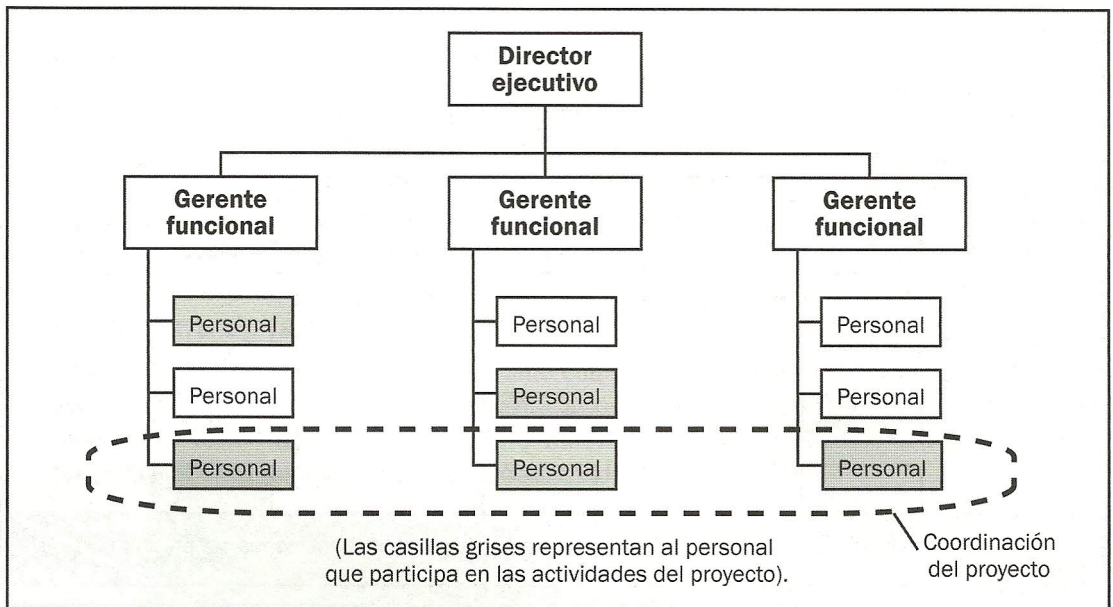 Director
ejecutivo
Gerente
funcional
Gerente
funcional
Gerente
funcional
Personal
Personal
Personal
Personal
Personal
Personal
Personal
Personal
Personal
(Las casillas grises representan al personal
que participa en las actividades del proyecto).
Coordinación
del proyecto